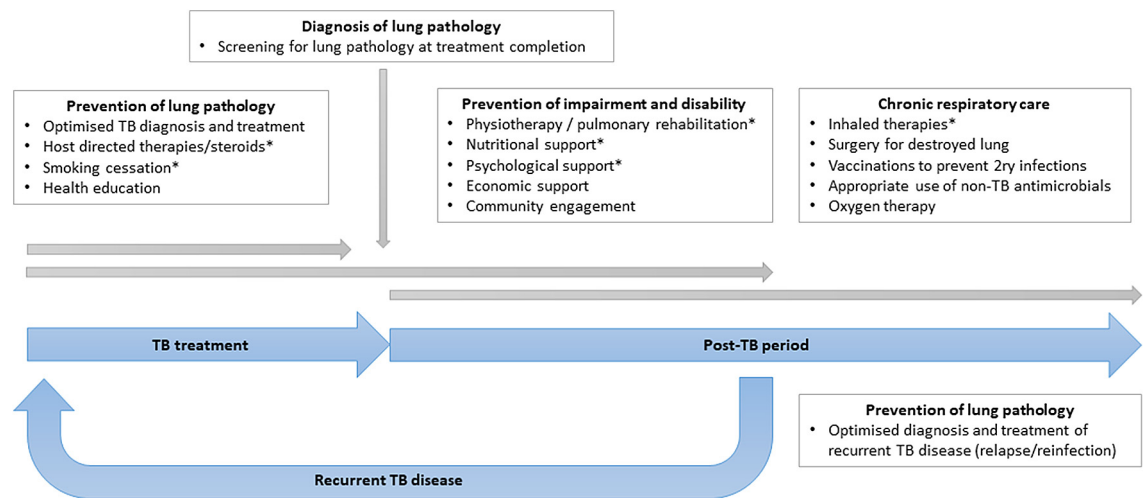 Diagnosis of lung pathology
• Screening for lung pathology at treatment completion
Prevention of lung pathology
• Optimised TB diagnosis and treatment
• Host directed therapies/steroids*
• Smoking cessation*
• Health education
Prevention of impairment and disability
• Physiotherapy / pulmonary rehabilitation*
• Nutritional support*
• Psychological support*
• Economic support
• Community engagement
Chronic respiratory care
• Inhaled therapies*
• Surgery for destroyed lung
• Vaccinations to prevent 2ry infections
• Appropriate use of non-TB antimicrobials
• Oxygen therapy
TB treatment
Post-TB period
Prevention of lung pathology
• Optimised diagnosis and treatment of
recurrent TB disease (relapse/reinfection)
Recurrent TB disease